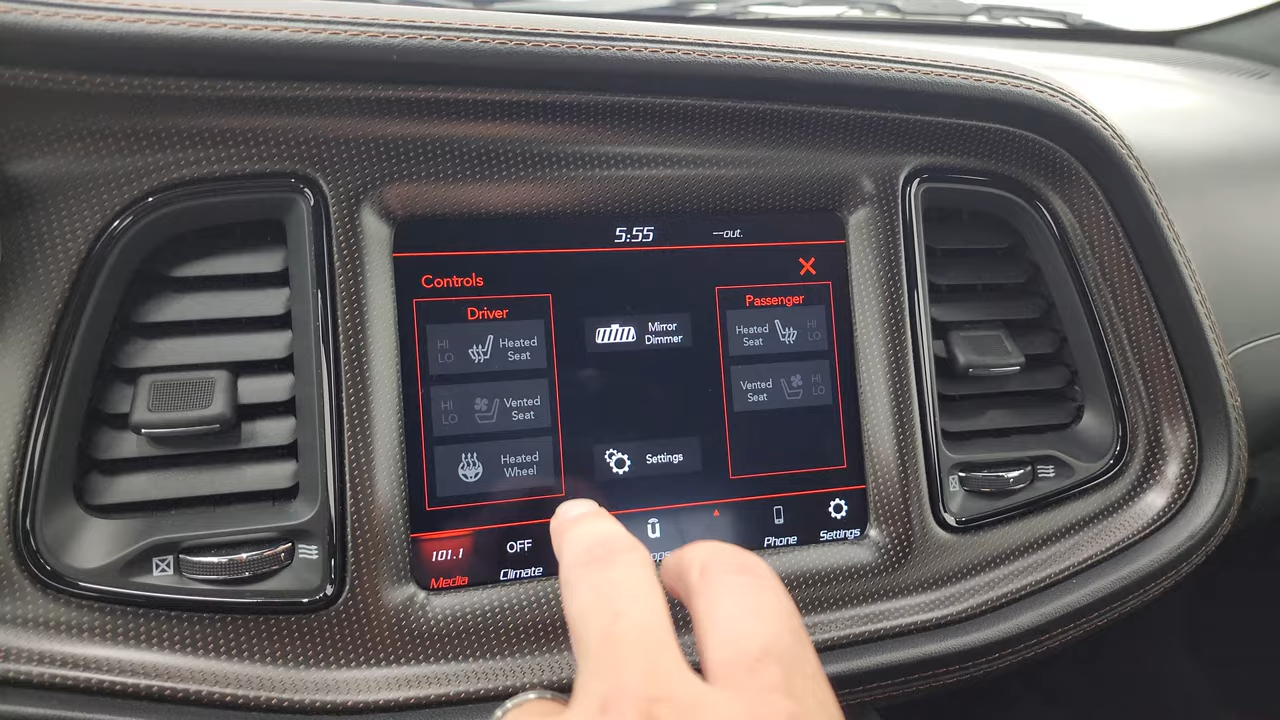 5:55
--out.
Controls
Driver
HI
LO
Heated
Seat
HI
LO
Vented
Seat
Heated
Wheel
Mirror
Dimmer
Settings
Passenger
Heated
Seat
HI
LO
Vented
Seat
HI
LO
101.1
Media
OFF
Climate
Phone
Settings